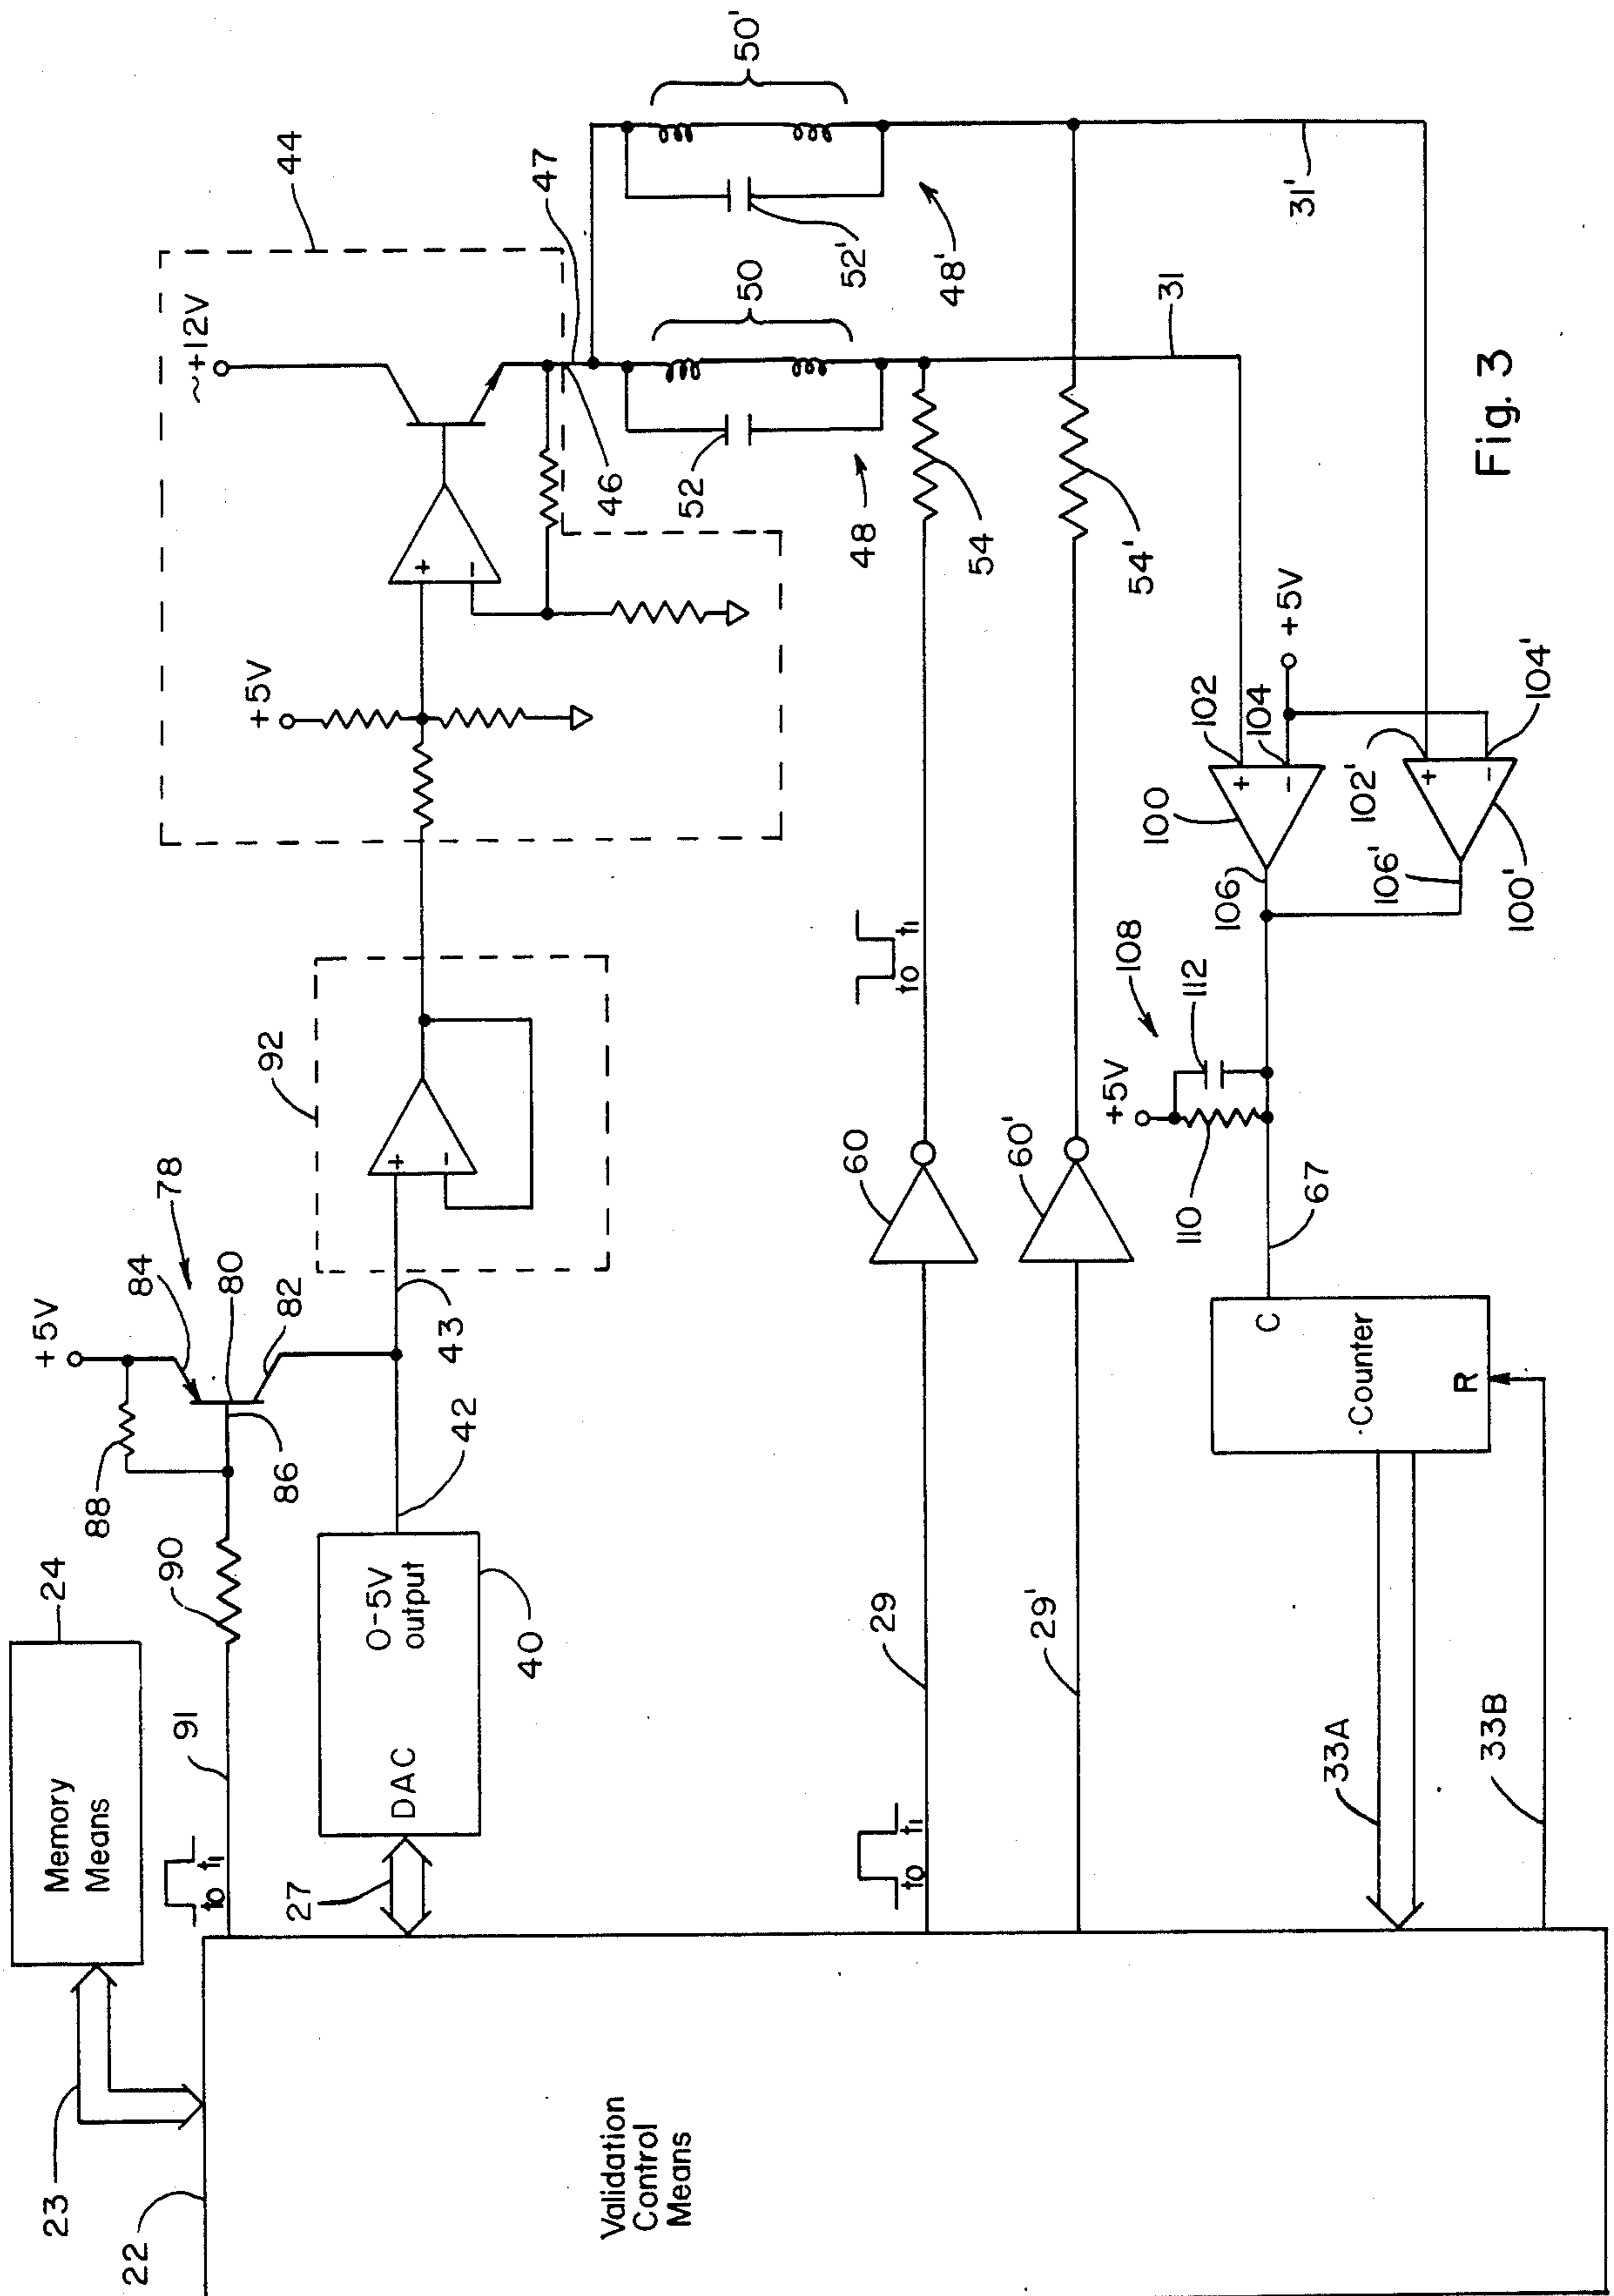 Fig. 3
22
23
24
Memory
Means
Validation
Control
Means
91
t0 t1
90
88
86
84
80
82
78
+5V
27
DAC
0-5V
output
40
42
43
92
44
+5V
~+12V
46
47
48
50
52
48'
50'
52'
54
54'
29
t0 t1
60
t0 t1
29'
60'
31
31'
33A
33B
Counter
C
R
67
108
110
112
+5V
100
102
104
106
+5V
100'
102'
104'
106'
+
-
+
-
+
-
+
-